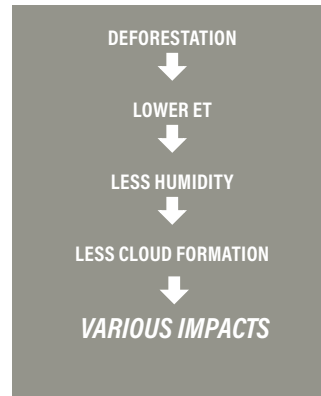 DEFORESTATION
LOWER ET
LESS HUMIDITY
LESS CLOUD FORMATION
VARIOUS IMPACTS